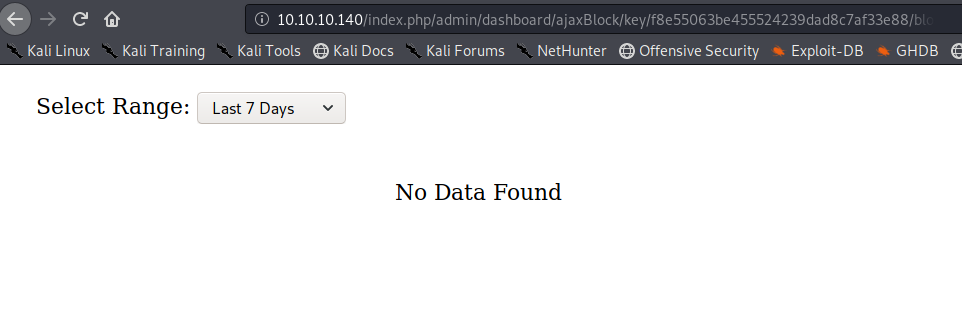 10.10.10.140/index.php/admin/dashboard/ajaxBlock/key/f8e55063be455524239dad8c7af33e88/blo
Kali Linux Kali Training Kali Tools Kali Docs Kali Forums NetHunter Offensive Security Exploit-DB GHDB
Select Range: Last 7 Days
No Data Found